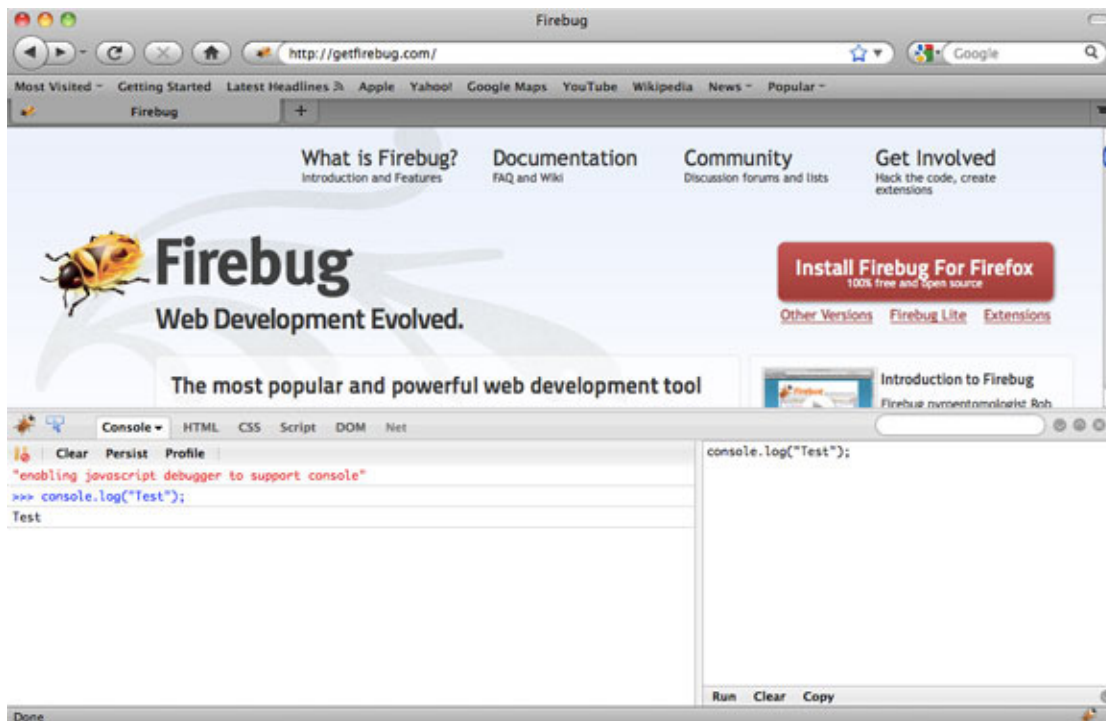 Firebug
http://getfirebug.com/
Google
Most Visited Getting Started Latest Headlines Apple Yahoo! Google Maps YouTube Wikipedia News Popular
Firebug +
What is Firebug? Documentation Community Get Involved
Introduction and Features FAQ and Wiki Discussion forums and lists Hack the code, create
extensions
Firebug
Web Development Evolved.
Install Firebug For Firefox
100% free and open source
Other Versions Firebug Lite Extensions
The most popular and powerful web development tool
Introduction to Firebug
Firebug pyroentomologist Rob
Console HTML CSS Script DOM Net
Clear Persist Profile
"enabling javascript debugger to support console"
>>> console.log("Test");
Test
console.log("Test");
Run Clear Copy
Done